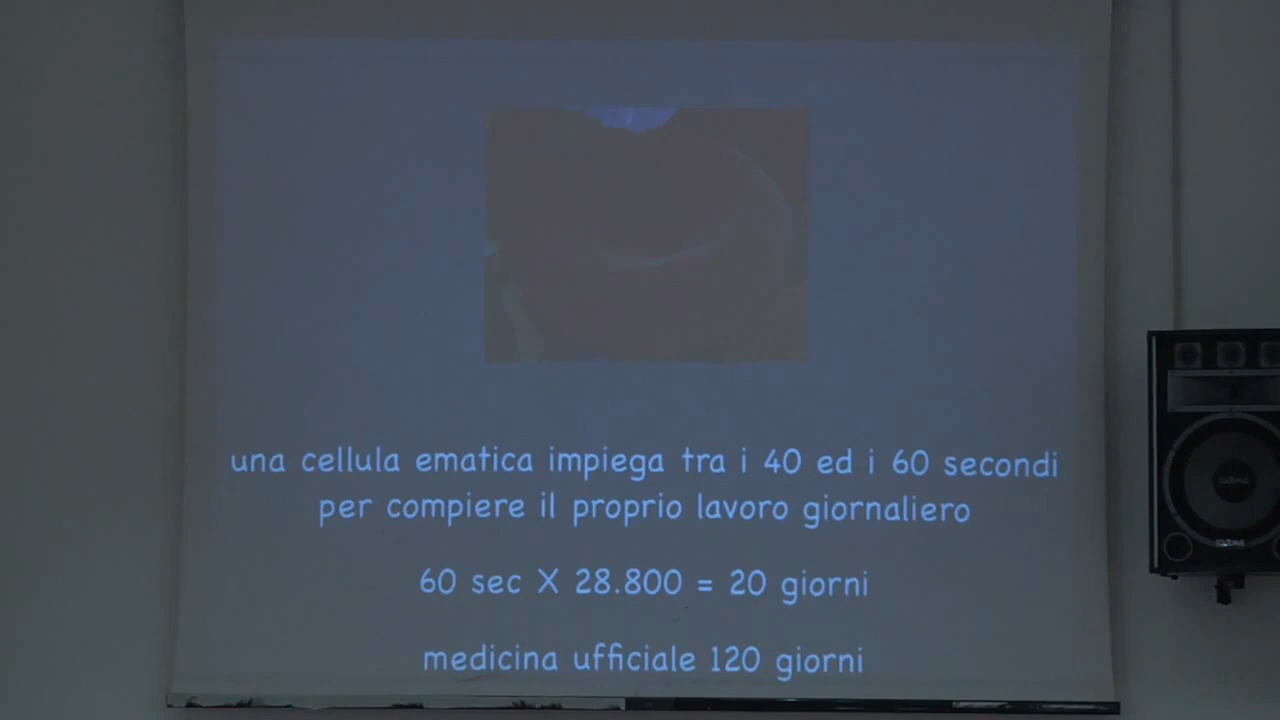 una cellula ematica impiega tra i 40 ed i 60 secondi
per compiere il proprio lavoro giornaliero
60 sec X 28.800 = 20 giorni
medicina ufficiale 120 giorni